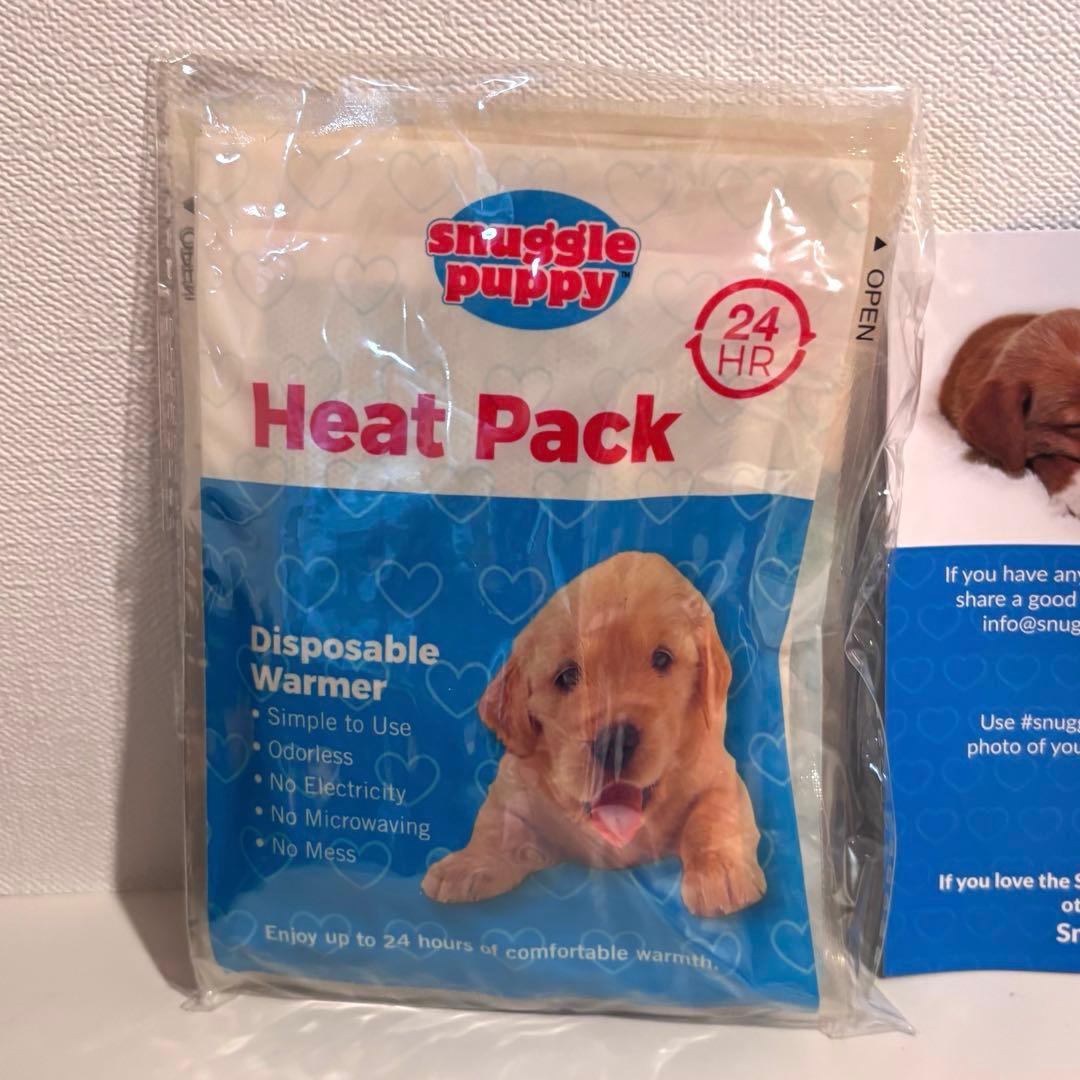 snuggle
puppy™
24
HR
OPEN
Heat Pack
Disposable
Warmer
• Simple to Use
• Odorless
• No Electricity
• No Microwaving
• No Mess
Enjoy up to 24 hours of comfortable warmth.
If you have any
share a good
info@snug
Use #snugg
photo of you
If you love the S
ot
Sn